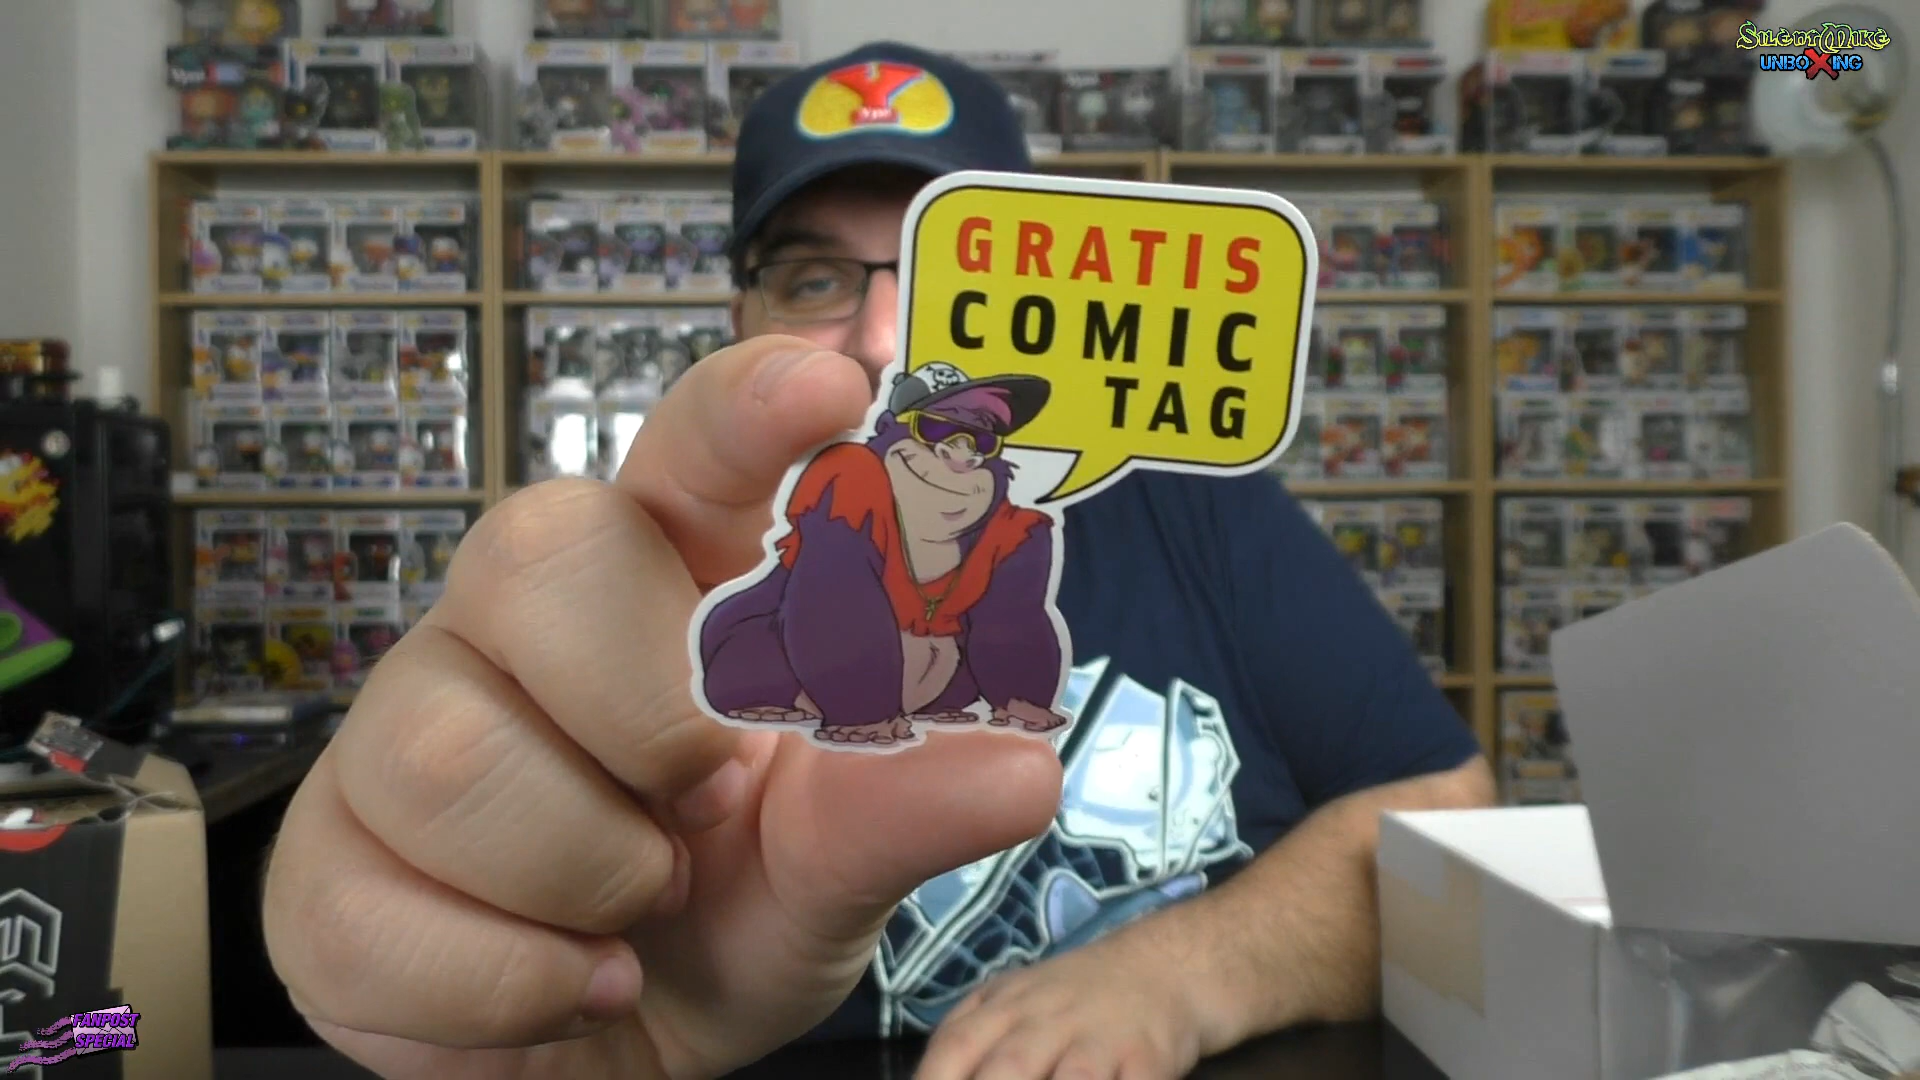 SilentMike
UNBOXING
GRATIS
COMIC
TAG
FANPOST
SPECIAL